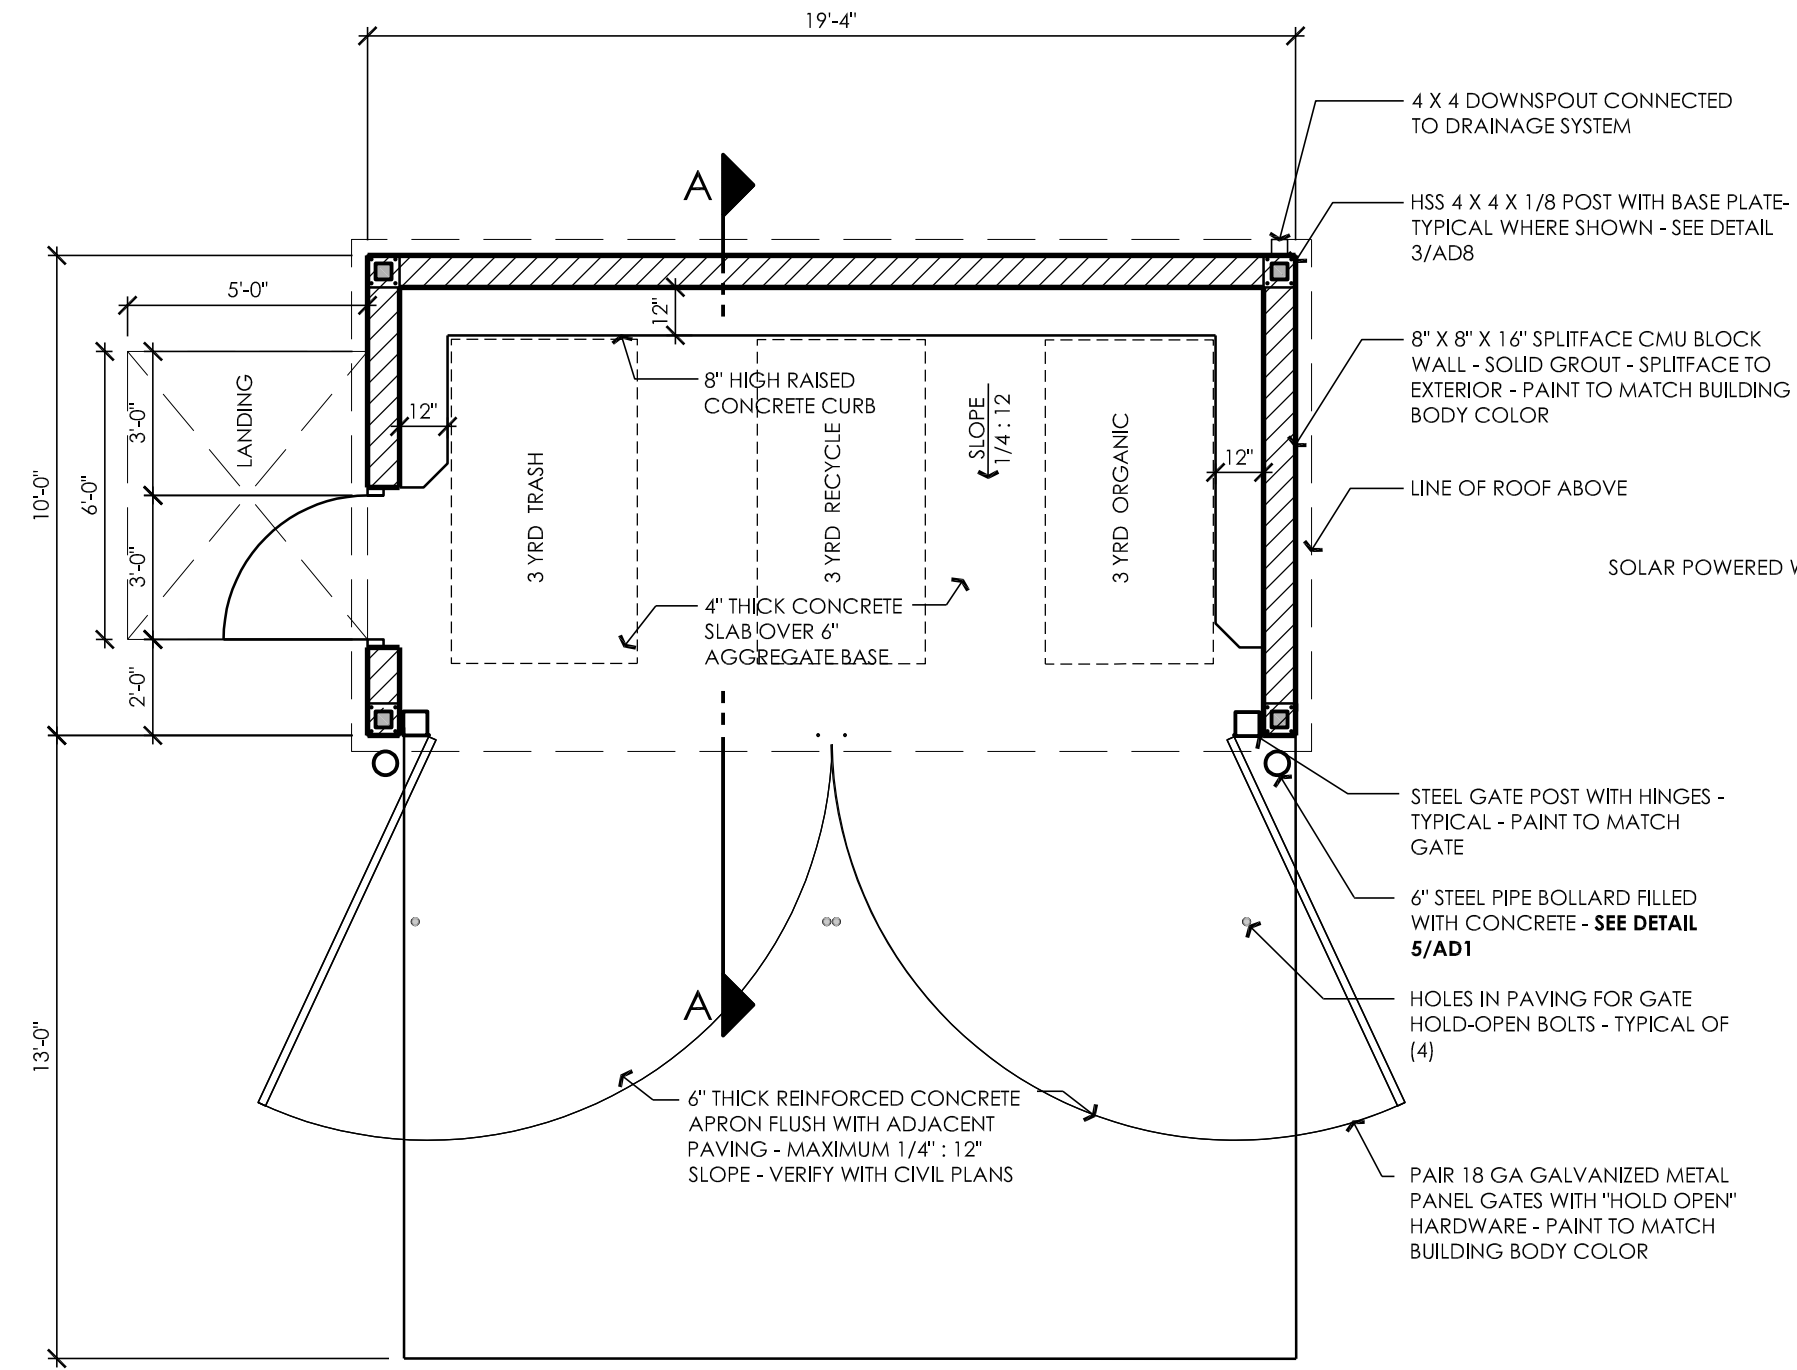 19'-4"
4 X 4 DOWNSPOUT CONNECTED
TO DRAINAGE SYSTEM
A
HSS 4 X 4 X 1/8 POST WITH BASE PLATE-
TYPICAL WHERE SHOWN - SEE DETAIL
3/AD8
5'-0"
12"
8" X 8" X 16" SPLITFACE CMU BLOCK
WALL - SOLID GROUT - SPLITFACE TO
EXTERIOR - PAINT TO MATCH BUILDING
BODY COLOR
8" HIGH RAISED
CONCRETE CURB
LANDING
3'-0"
12"
SLOPE
1/4 : 12
12"
10'-0"
6'-0"
3 YRD TRASH
3 YRD RECYCLE
3 YRD ORGANIC
LINE OF ROOF ABOVE
3'-0"
SOLAR POWERED
4" THICK CONCRETE
SLAB OVER 6"
AGGREGATE BASE
2'-0"
STEEL GATE POST WITH HINGES -
TYPICAL - PAINT TO MATCH
GATE
6" STEEL PIPE BOLLARD FILLED
WITH CONCRETE - SEE DETAIL
5/AD1
A
HOLES IN PAVING FOR GATE
HOLD-OPEN BOLTS - TYPICAL OF
(4)
13'-0"
6" THICK REINFORCED CONCRETE
APRON FLUSH WITH ADJACENT
PAVING - MAXIMUM 1/4" : 12"
SLOPE - VERIFY WITH CIVIL PLANS
PAIR 18 GA GALVANIZED METAL
PANEL GATES WITH "HOLD OPEN"
HARDWARE - PAINT TO MATCH
BUILDING BODY COLOR